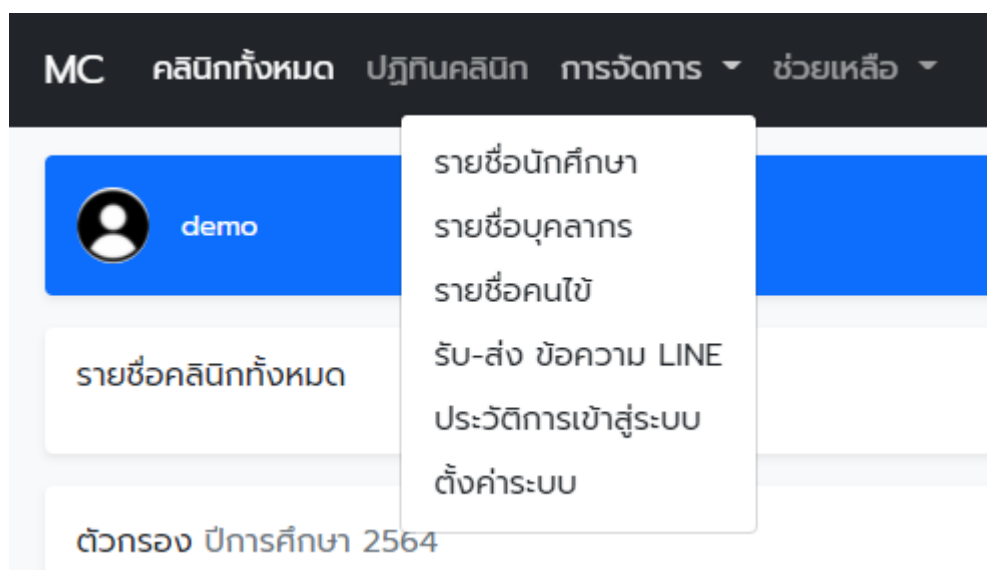 MC คลินิกทั้งหมด ปฏิทินคลินิก การจัดการ ช่วยเหลือ
รายชื่อนักศึกษา
demo
รายชื่อบุคลากร
รายชื่อคนไข้
รายชื่อคลินิกทั้งหมด
รับ-ส่ง ข้อความ LINE
ประวัติการเข้าสู่ระบบ
ตั้งค่าระบบ
ตัวกรอง ปีการศึกษา 2564